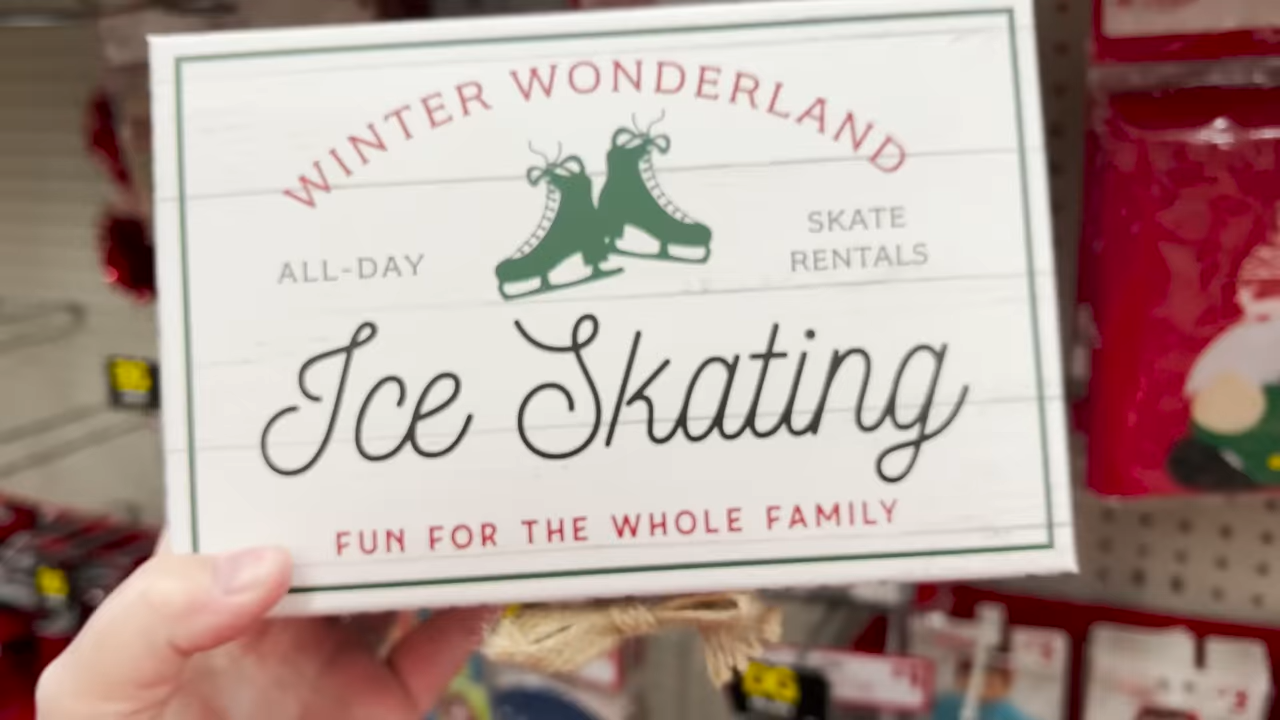 WINTER WONDERLAND
ALL-DAY
SKATE
RENTALS
Ice Skating
FUN FOR THE WHOLE FAMILY